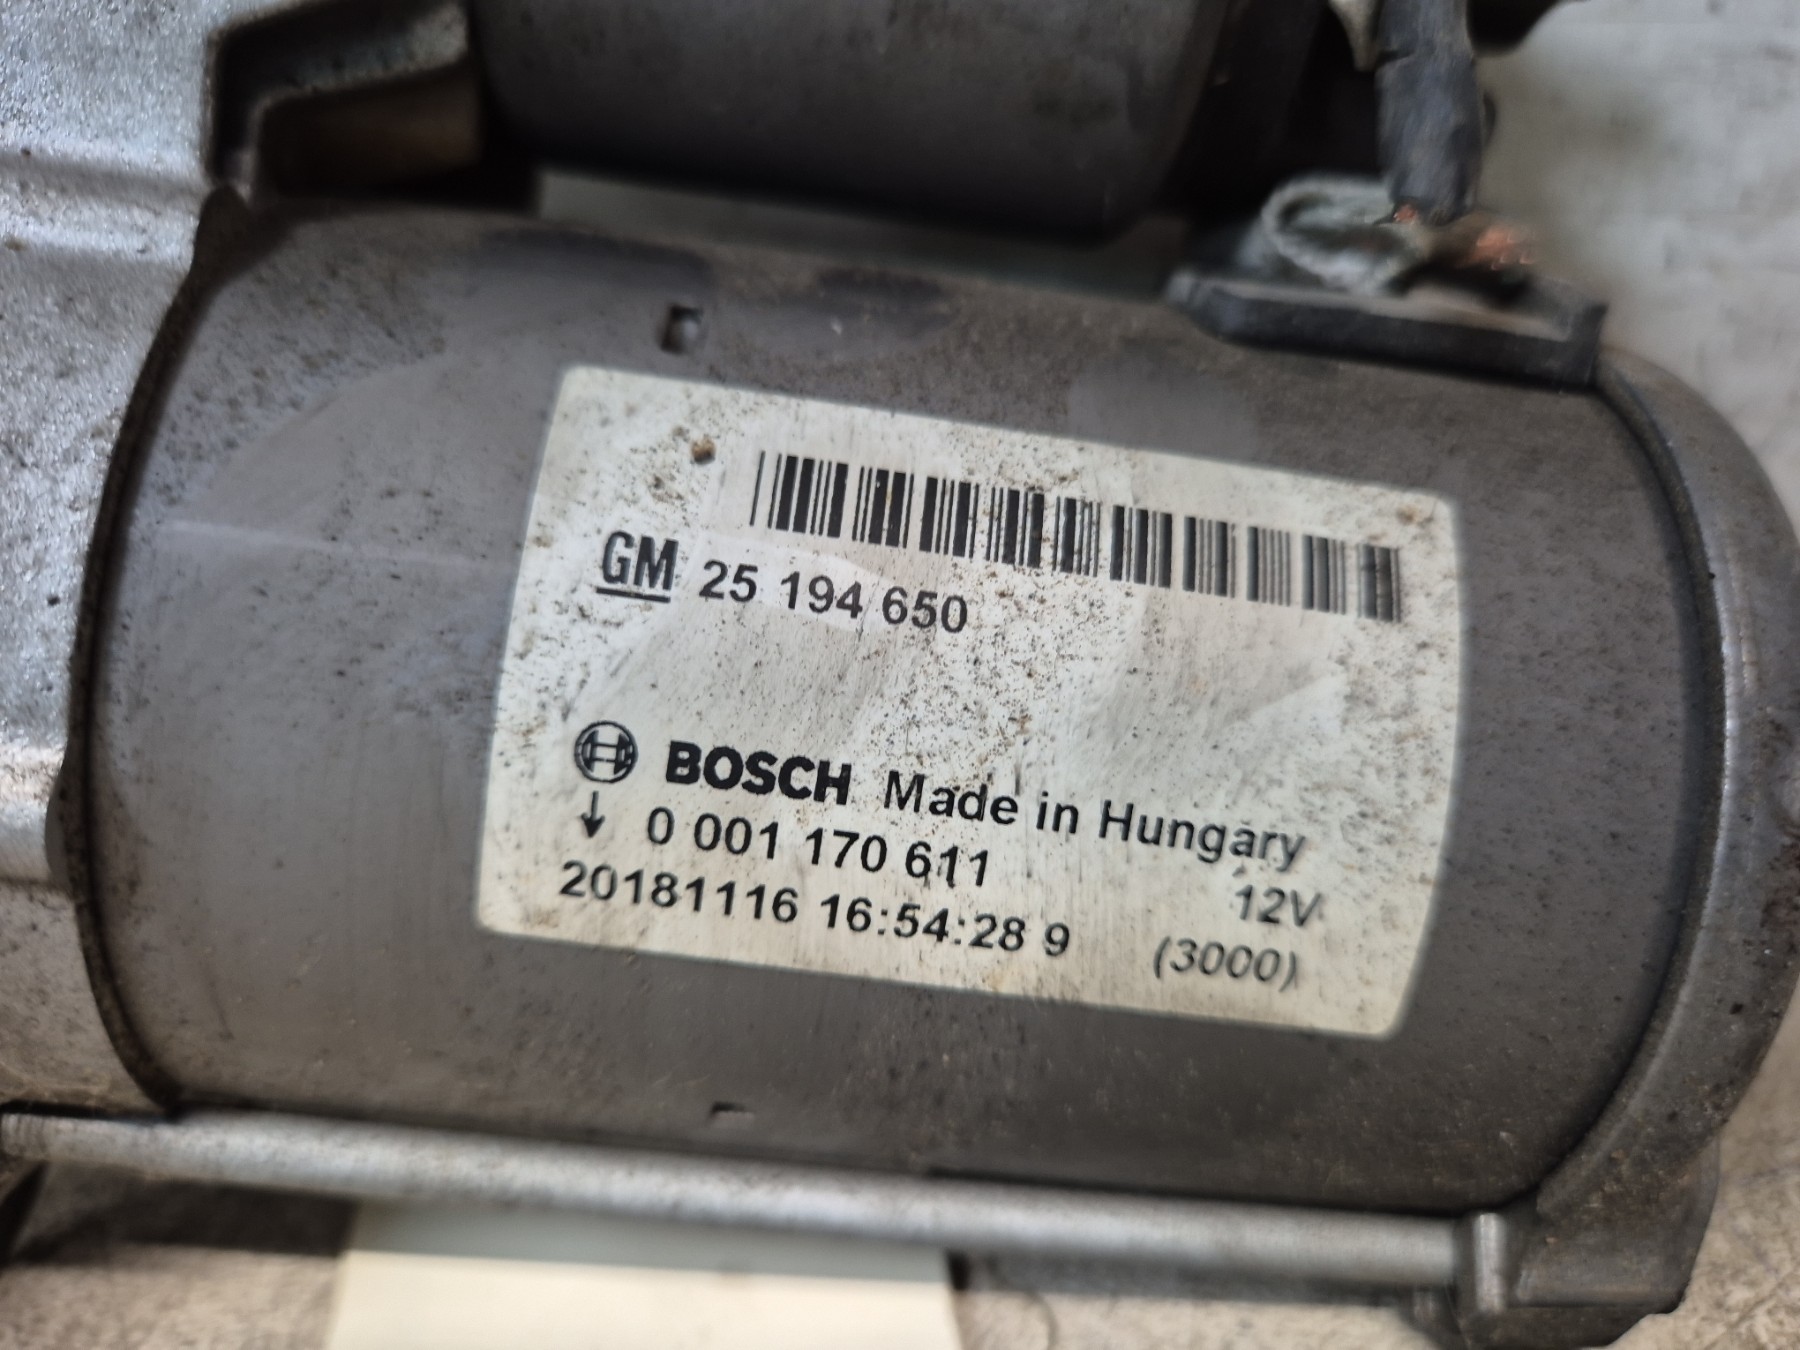 GM 25 194 650
BOSCH Made in Hungary
0 001 170 611
12V
20181116 16:54:28 9
(3000)